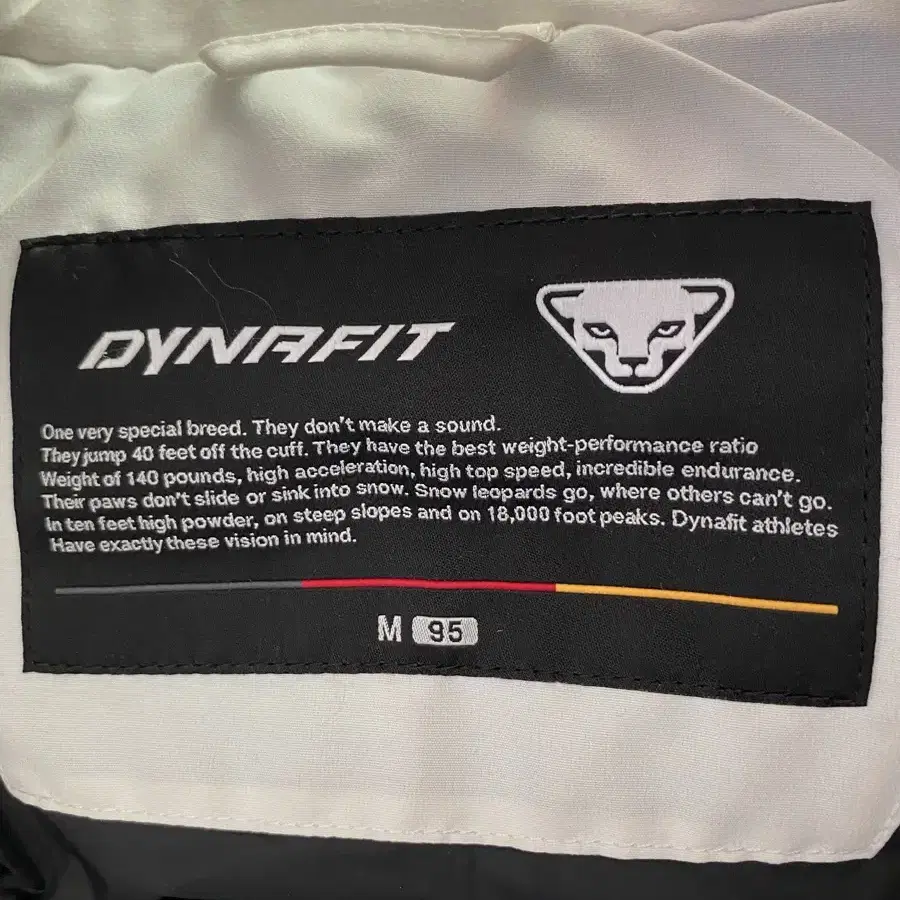 DYNAFIT
One very special breed. They don't make a sound.
They jump 40 feet off the cuff. They have the best weight-performance ratio
Weight of 140 pounds, high acceleration, high top speed, incredible endurance.
Their paws don't slide or sink into snow. Snow leopards go, where others can't go.
In ten feet high powder, on steep slopes and on 18,000 foot peaks. Dynafit athletes
Have exactly these vision in mind.
M 95